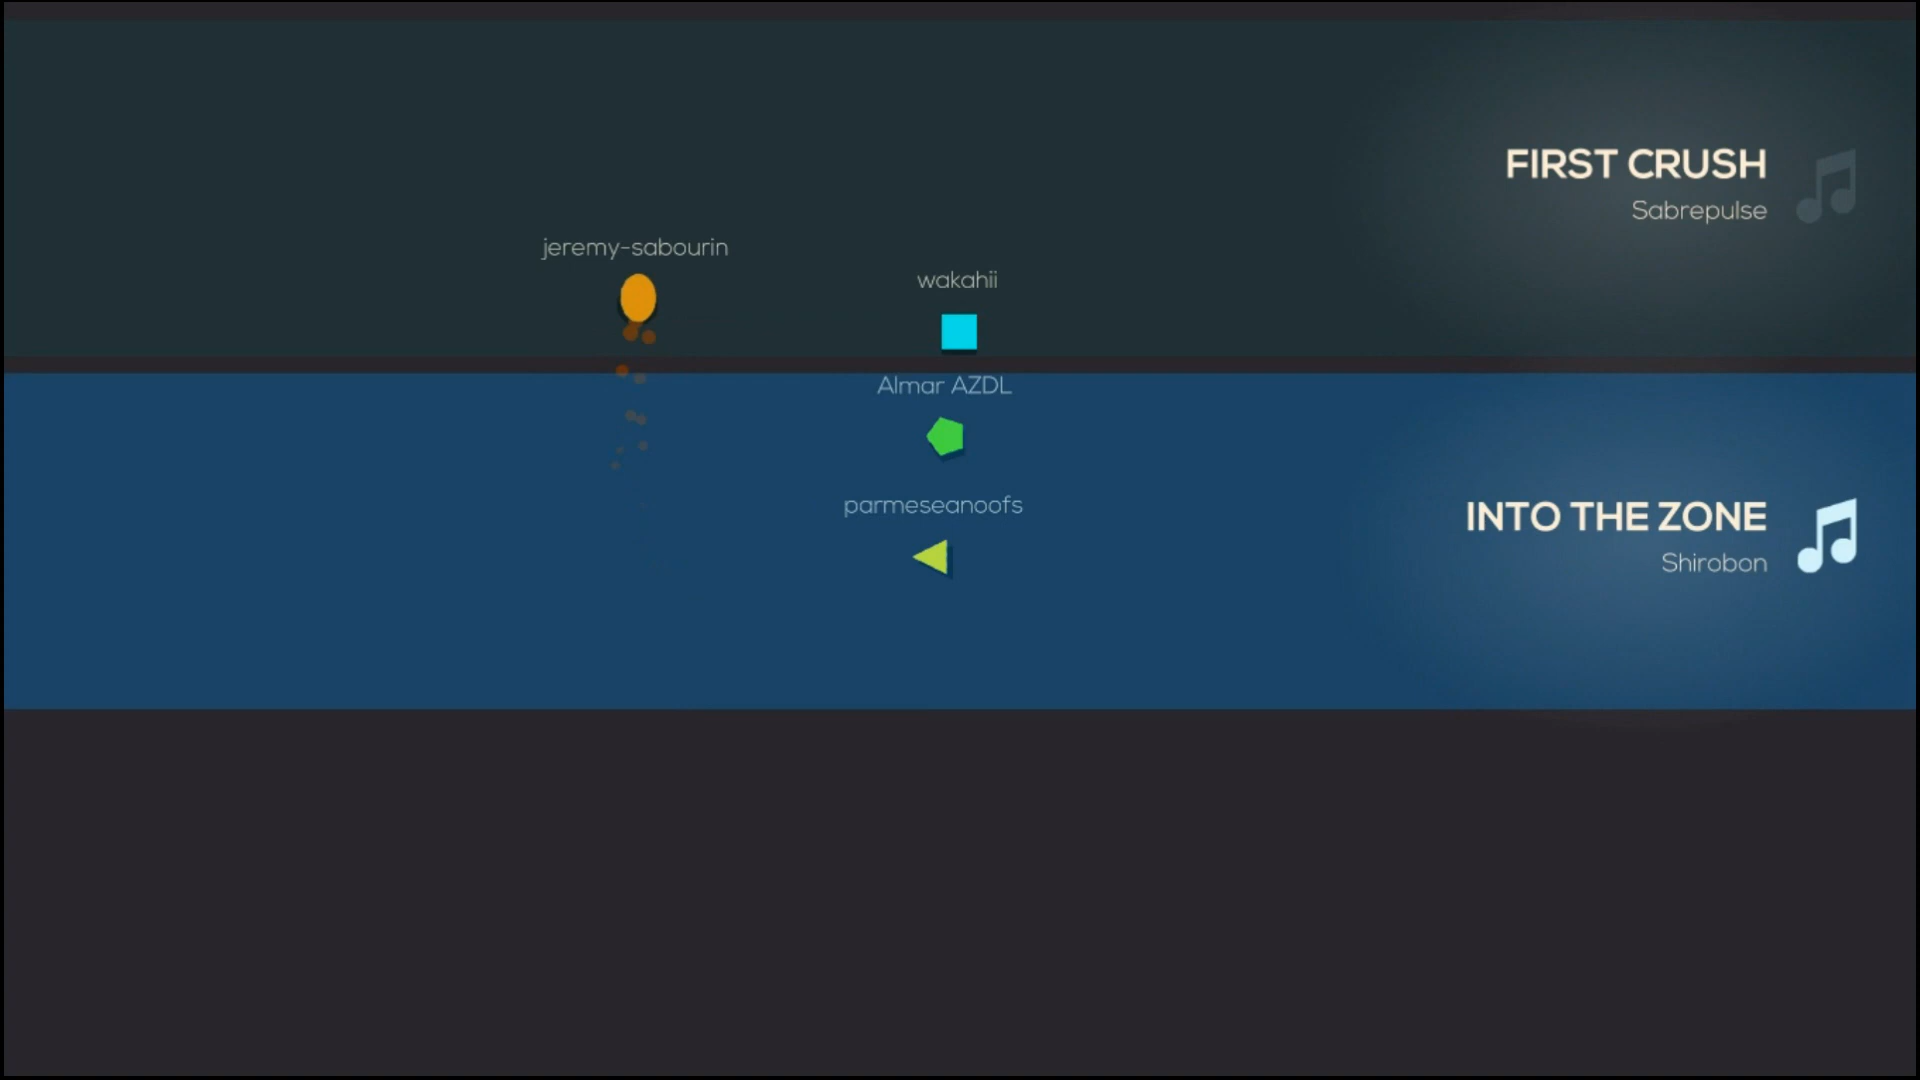 FIRST CRUSH
Sabrepulse
jeremy-sabourin
wakahii
Almar AZDL
parmeseanoofs
INTO THE ZONE
Shirobon